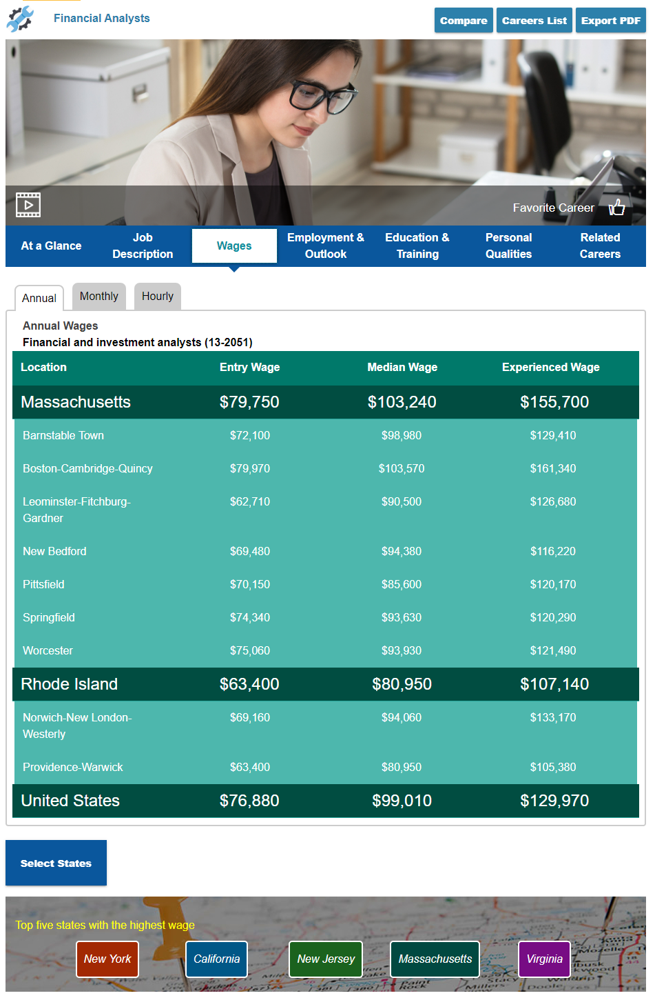 Financial Analysts
Compare
Careers List
Export PDF
Favorite Career
At a Glance
Job
Description
Wages
Employment &
Outlook
Education &
Training
Personal
Qualities
Related
Careers
Annual
Monthly
Hourly
Annual Wages
Financial and investment analysts (13-2051)
Location Entry Wage Median Wage Experienced Wage
Massachusetts $79,750 $103,240 $155,700
Barnstable Town $72,100 $98,980 $129,410
Boston-Cambridge-Quincy $79,970 $103,570 $161,340
Leominster-Fitchburg- $62,710 $90,500 $126,680
Gardner
New Bedford $69,480 $94,380 $116,220
Pittsfield $70,150 $85,600 $120,170
Springfield $74,340 $93,630 $120,290
Worcester $75,060 $93,930 $121,490
Rhode Island $63,400 $80,950 $107,140
Norwich-New London- $69,160 $94,060 $133,170
Westerly
Providence-Warwick $63,400 $80,950 $105,380
United States $76,880 $99,010 $129,970
Select States
Top five states with the highest wage
New York
California
New Jersey
Massachusetts
Virginia